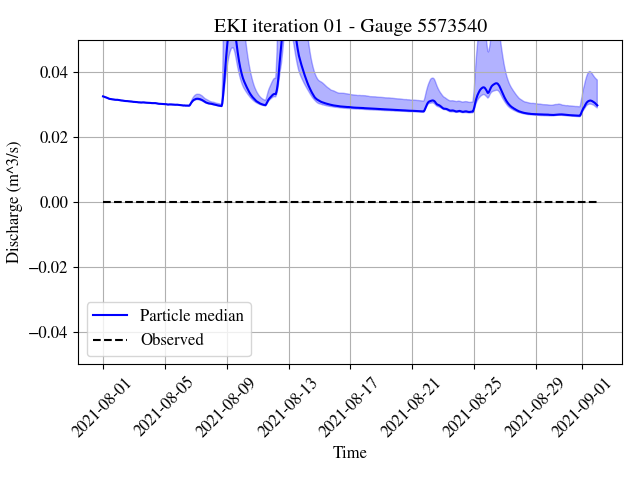 EKI iteration 01 - Gauge 5573540
0.04
0.02
0.00
−0.02
−0.04
Discharge (m^3/s)
Particle median
Observed
2021-08-01
2021-08-05
2021-08-09
2021-08-13
2021-08-17
2021-08-21
2021-08-25
2021-08-29
2021-09-01
Time